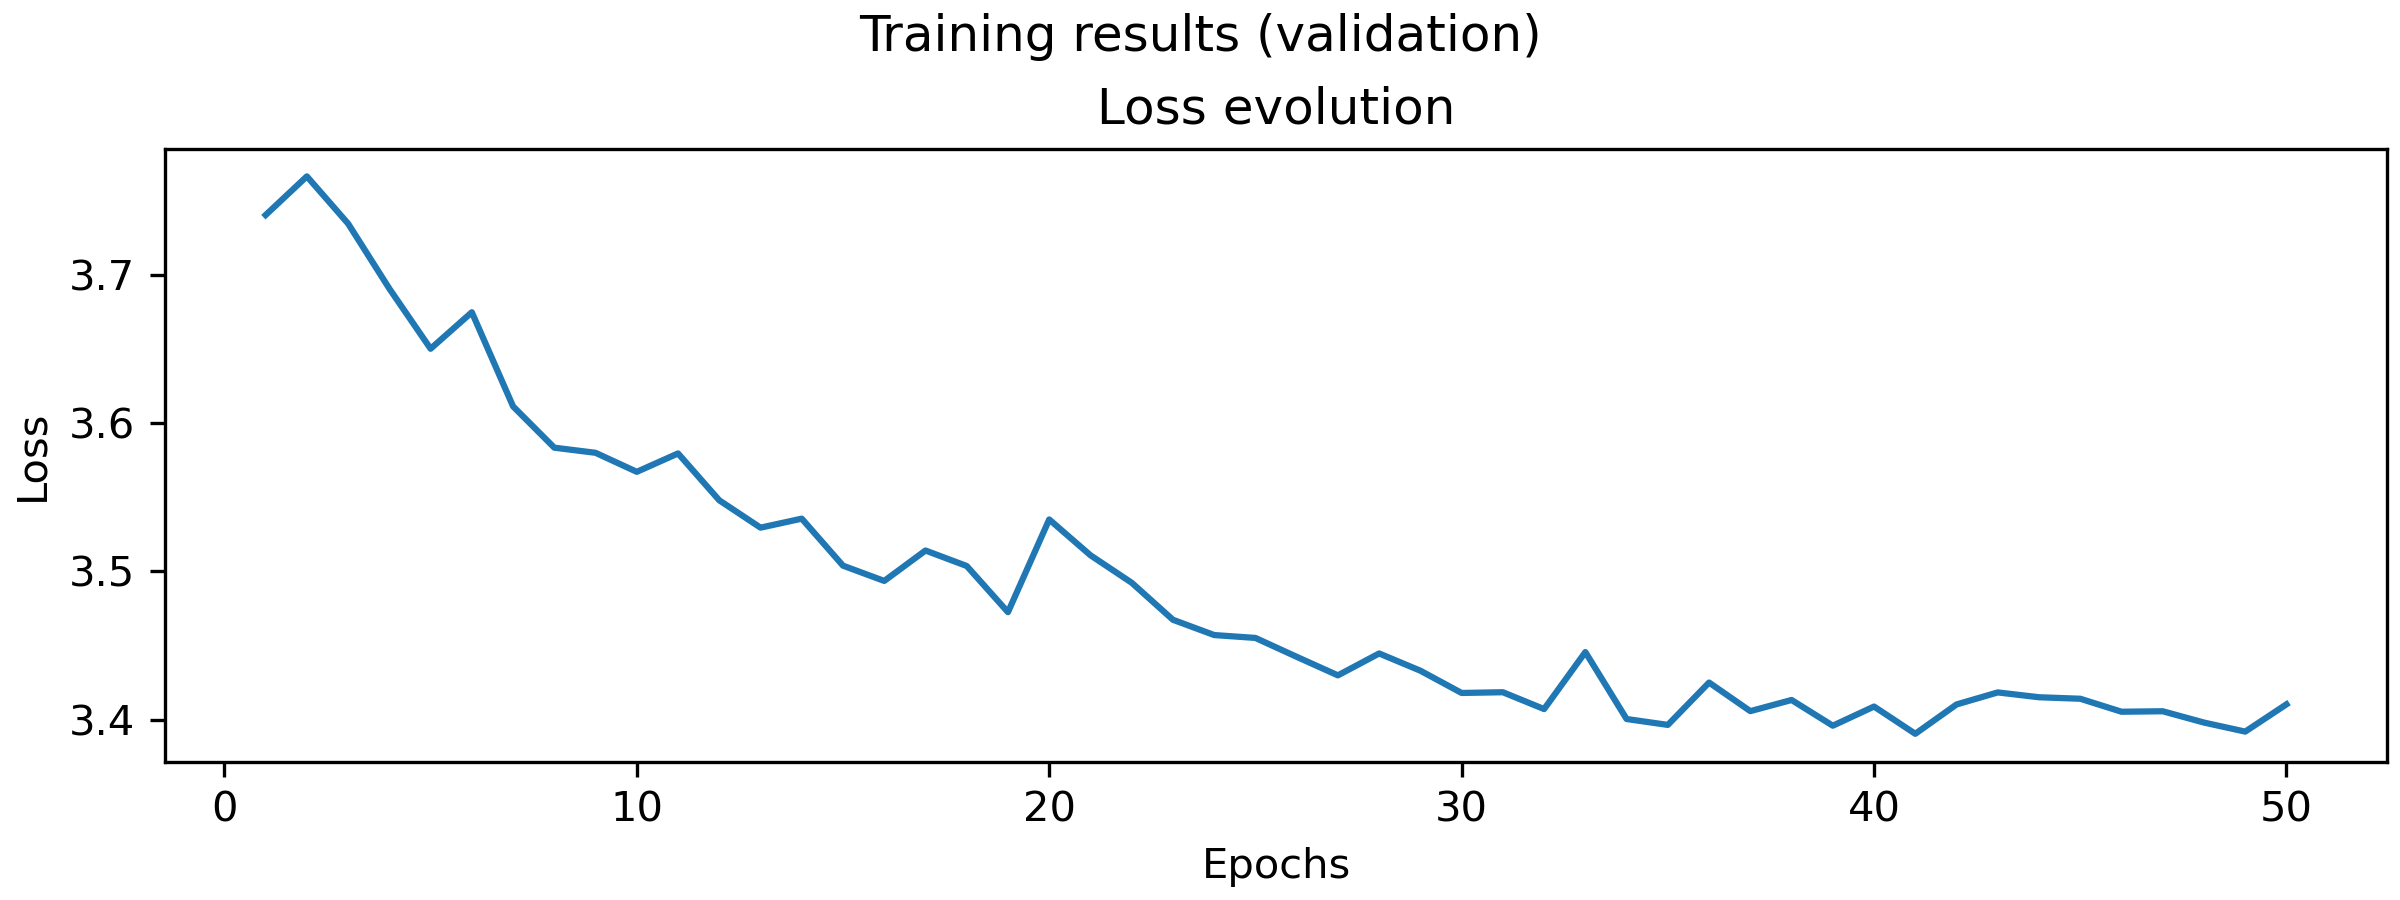 Training results (validation)
Loss evolution
3.7
3.6
3.5
3.4
Loss
0 10 20 30 40 50
Epochs